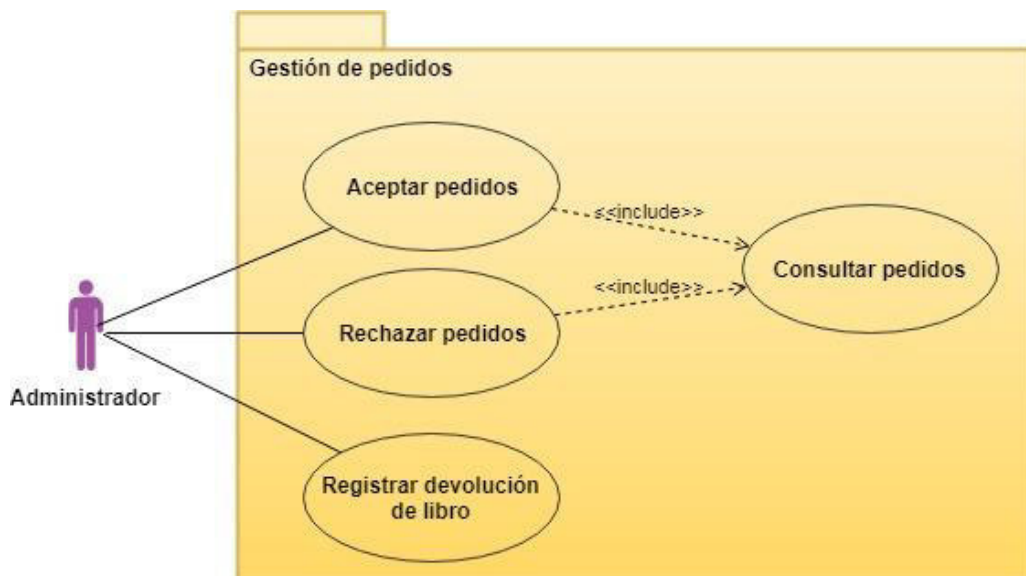 Gestión de pedidos
Aceptar pedidos
<<include>>
Consultar pedidos
<<include>>
Rechazar pedidos
Administrador
Registrar devolución
de libro